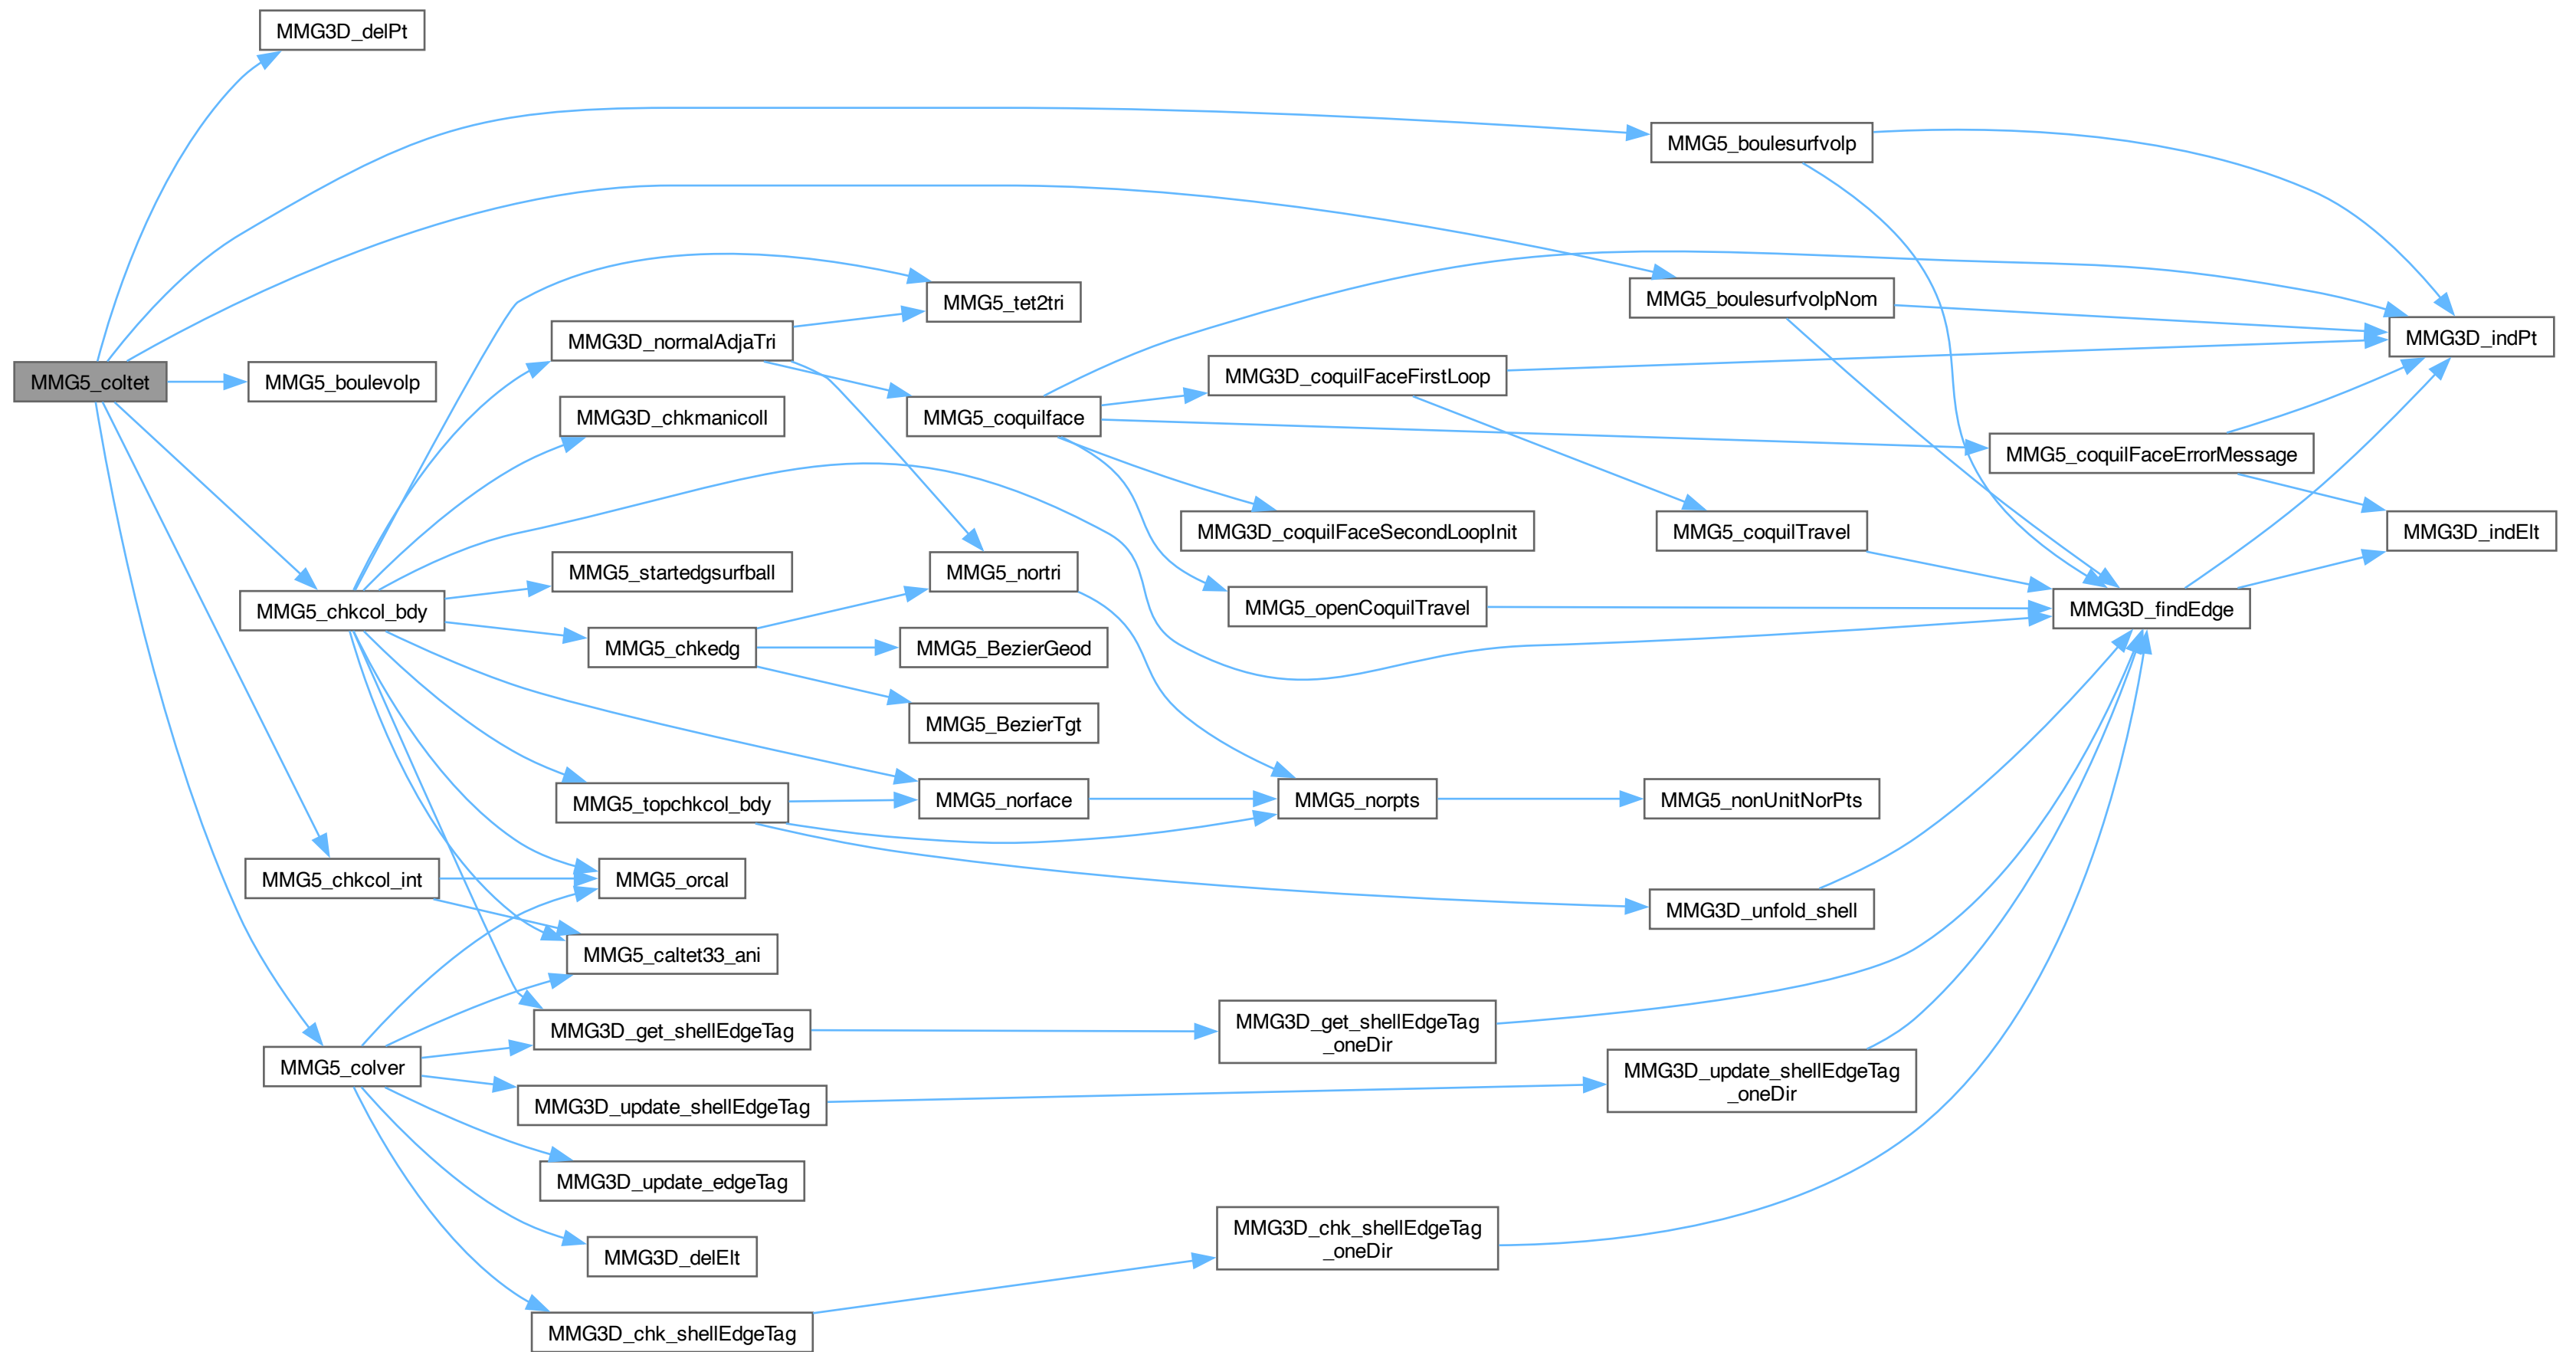 MMG3D_delPt
MMG5_boulesurfvolp
MMG5_boulesurfvolpNom
MMG5_tet2tri
MMG3D_normalAdjaTri
MMG3D_indPt
MMG5_coltet
MMG5_boulevolp
MMG3D_coquilFaceFirstLoop
MMG3D_chkmanicoll
MMG5_coquilface
MMG5_coquilFaceErrorMessage
MMG3D_coquilFaceSecondLoopInit
MMG5_coquilTravel
MMG3D_indElt
MMG5_startedgsurfball
MMG5_nortri
MMG5_chkcol_bdy
MMG5_openCoquilTravel
MMG3D_findEdge
MMG5_chkedg
MMG5_BezierGeod
MMG5_BezierTgt
MMG5_topchkcol_bdy
MMG5_norface
MMG5_norpts
MMG5_nonUnitNorPts
MMG5_chkcol_int
MMG5_orcal
MMG3D_unfold_shell
MMG5_caltet33_ani
MMG3D_get_shellEdgeTag
MMG3D_get_shellEdgeTag
_oneDir
MMG5_colver
MMG3D_update_shellEdgeTag
_oneDir
MMG3D_update_shellEdgeTag
MMG3D_update_edgeTag
MMG3D_chk_shellEdgeTag
_oneDir
MMG3D_delElt
MMG3D_chk_shellEdgeTag